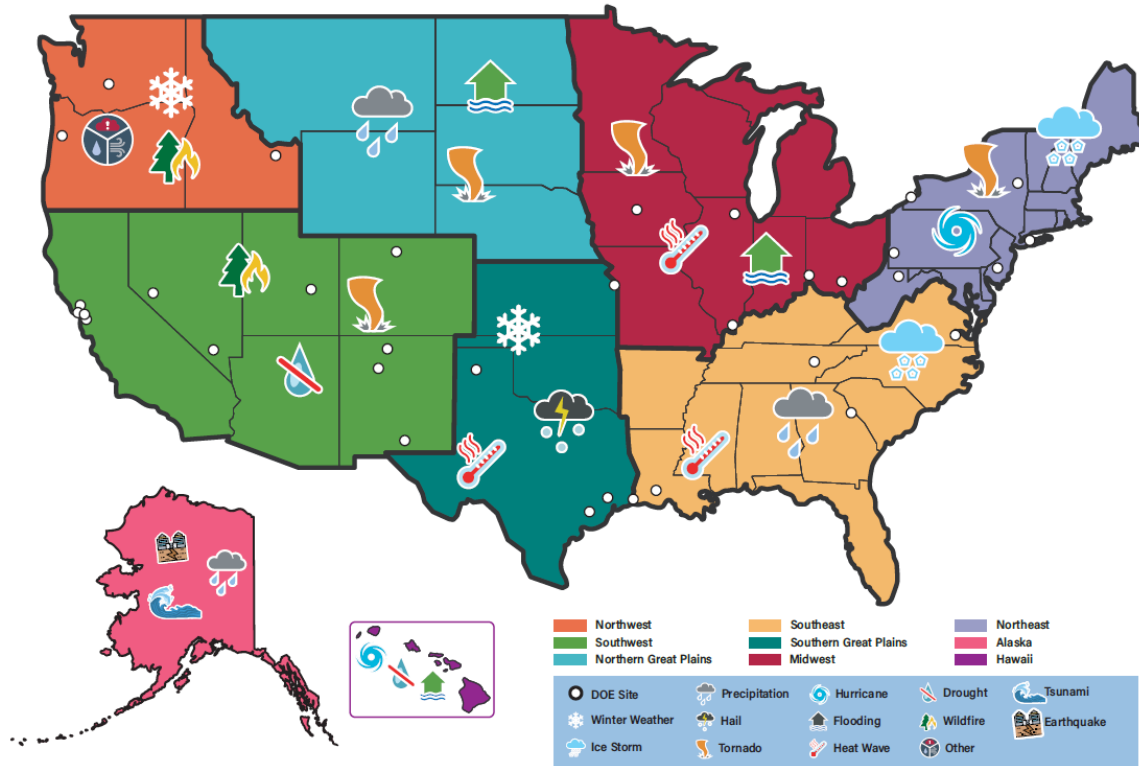 Northwest Southeast Northeast
Southwest Southern Great Plains Alaska
Northern Great Plains Midwest Hawaii
DOE Site Precipitation Hurricane Drought Tsunami
Winter Weather Hail Flooding Wildfire Earthquake
Ice Storm Tornado Heat Wave Other